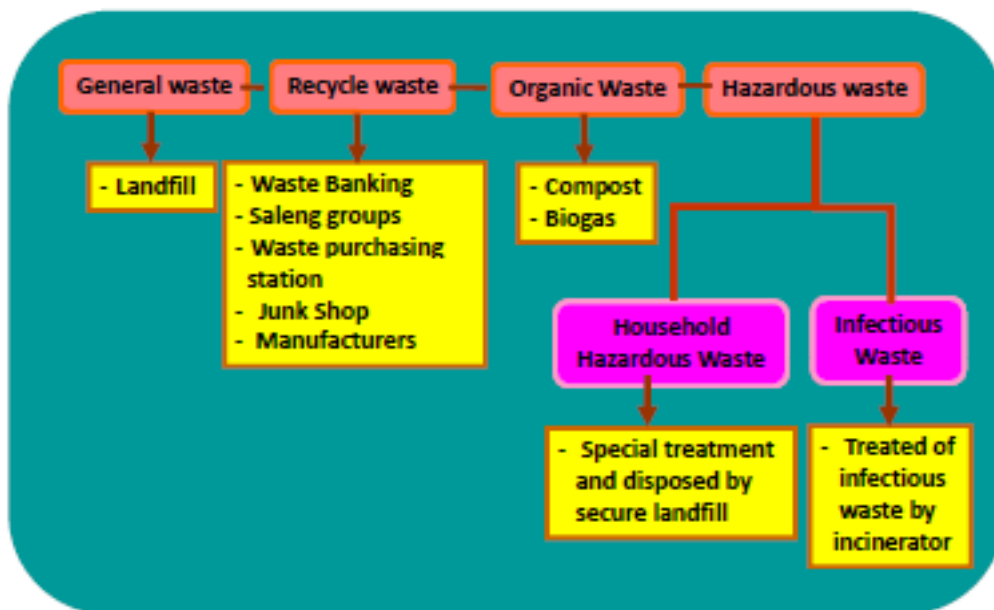 General waste
Recycle waste
Organic Waste
Hazardous waste
- Landfill
- Waste Banking
- Saleng groups
- Waste purchasing
station
- Junk Shop
- Manufacturers
- Compost
- Biogas
Household
Hazardous Waste
Infectious
Waste
- Special treatment
and disposed by
secure landfill
- Treated of
infectious
waste by
incinerator